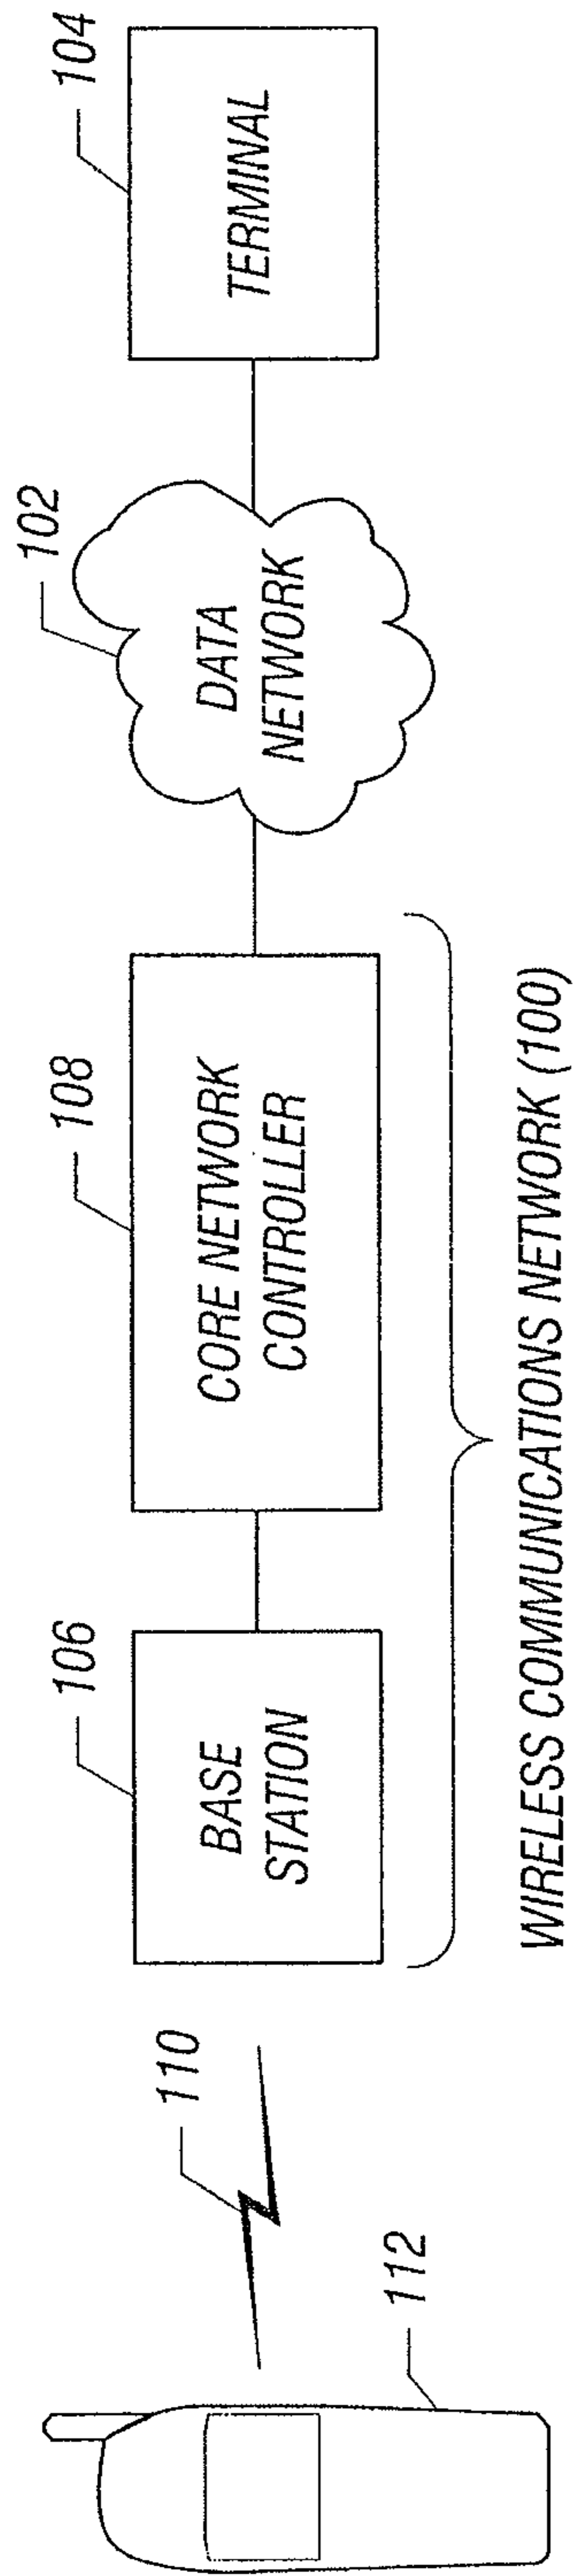 112
110
106
BASE
STATION
108
CORE NETWORK
CONTROLLER
102
DATA
NETWORK
104
TERMINAL
WIRELESS COMMUNICATIONS NETWORK (100)